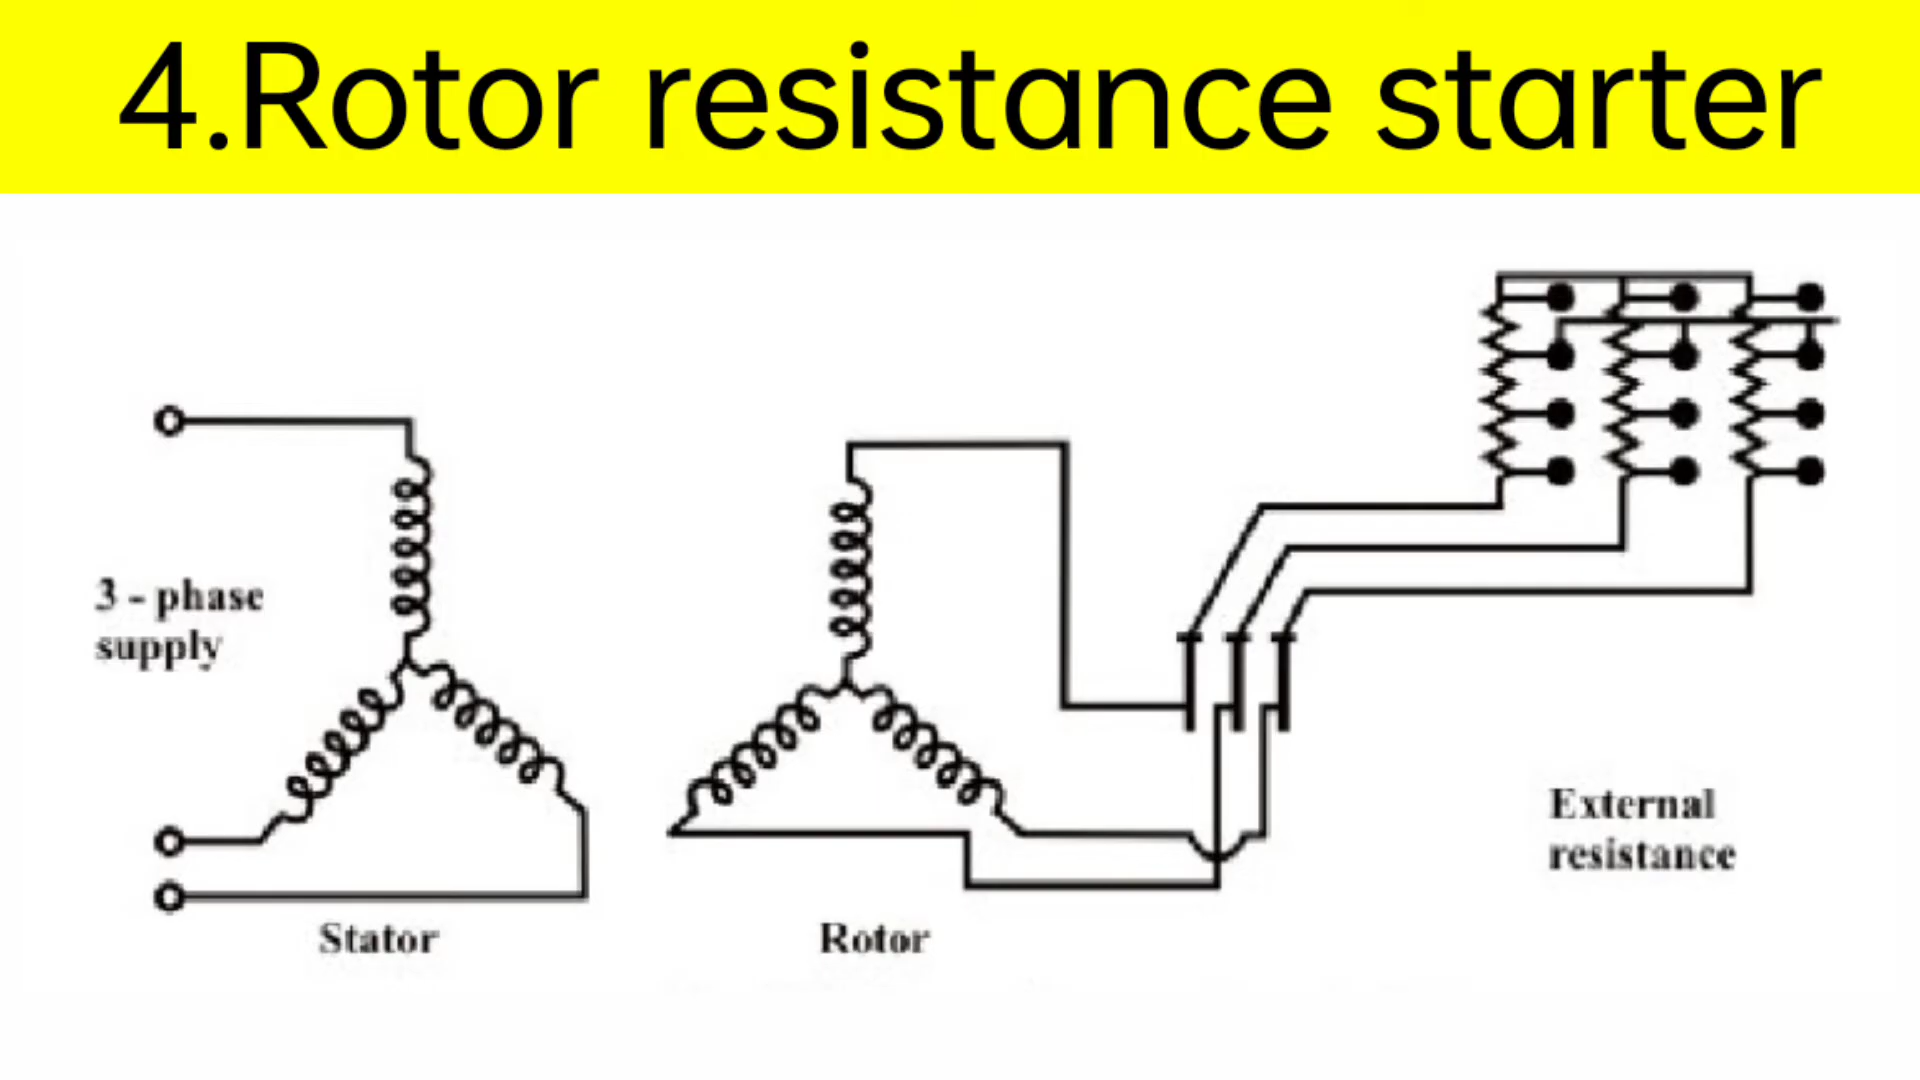 4.Rotor resistance starter
3 - phase
supply
Stator
Rotor
External
resistance